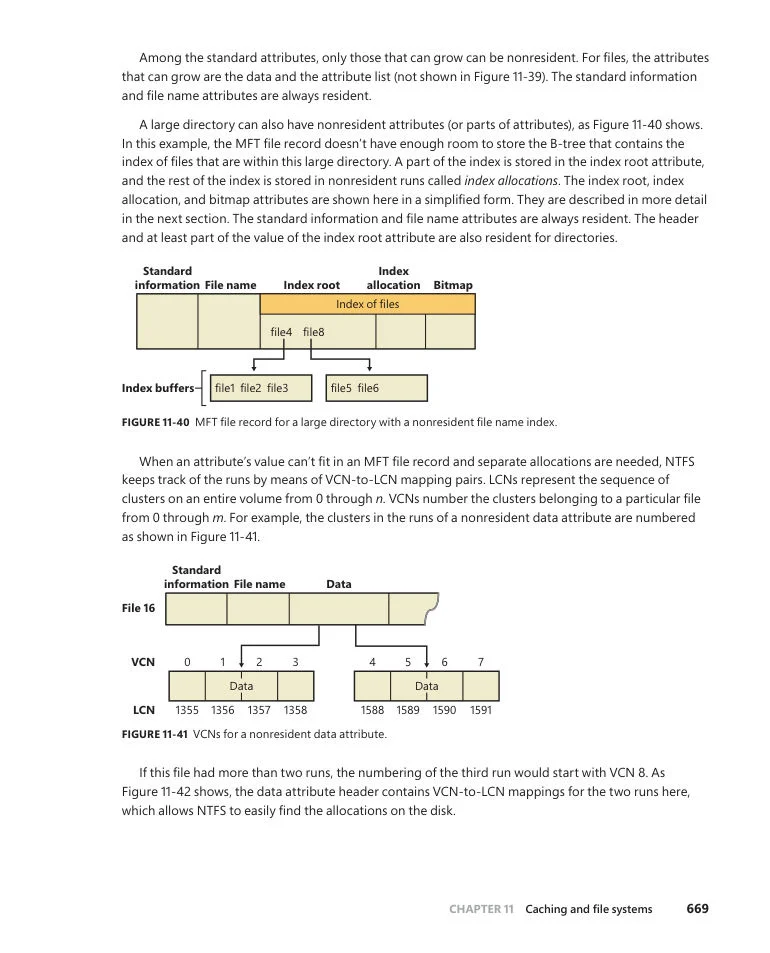 Among the standard attributes, only those that can grow can be nonresident. For files, the attributes
that can grow are the data and the attribute list (not shown in Figure 11-39). The standard information
and file name attributes are always resident.
A large directory can also have nonresident attributes (or parts of attributes), as Figure 11-40 shows.
In this example, the MFT file record doesn't have enough room to store the B-tree that contains the
index of files that are within this large directory. A part of the index is stored in the index root attribute,
and the rest of the index is stored in nonresident runs called index allocations. The index root, index
allocation, and bitmap attributes are shown here in a simplified form. They are described in more detail
in the next section. The standard information and file name attributes are always resident. The header
and at least part of the value of the index root attribute are also resident for directories.
Standard Index
information File name Index root allocation Bitmap
Index of files
file4 file8
Index buffers file1 file2 file3 file5 file6
FIGURE 11-40 MFT file record for a large directory with a nonresident file name index.
When an attribute's value can't fit in an MFT file record and separate allocations are needed, NTFS
keeps track of the runs by means of VCN-to-LCN mapping pairs. LCNs represent the sequence of
clusters on an entire volume from 0 through n. VCNs number the clusters belonging to a particular file
from 0 through m. For example, the clusters in the runs of a nonresident data attribute are numbered
as shown in Figure 11-41.
Standard
information File name Data
File 16
VCN 0 1 2 3 4 5 6 7
Data Data
LCN 1355 1356 1357 1358 1588 1589 1590 1591
FIGURE 11-41 VCNs for a nonresident data attribute.
If this file had more than two runs, the numbering of the third run would start with VCN 8. As
Figure 11-42 shows, the data attribute header contains VCN-to-LCN mappings for the two runs here,
which allows NTFS to easily find the allocations on the disk.
CHAPTER 11 Caching and file systems 669